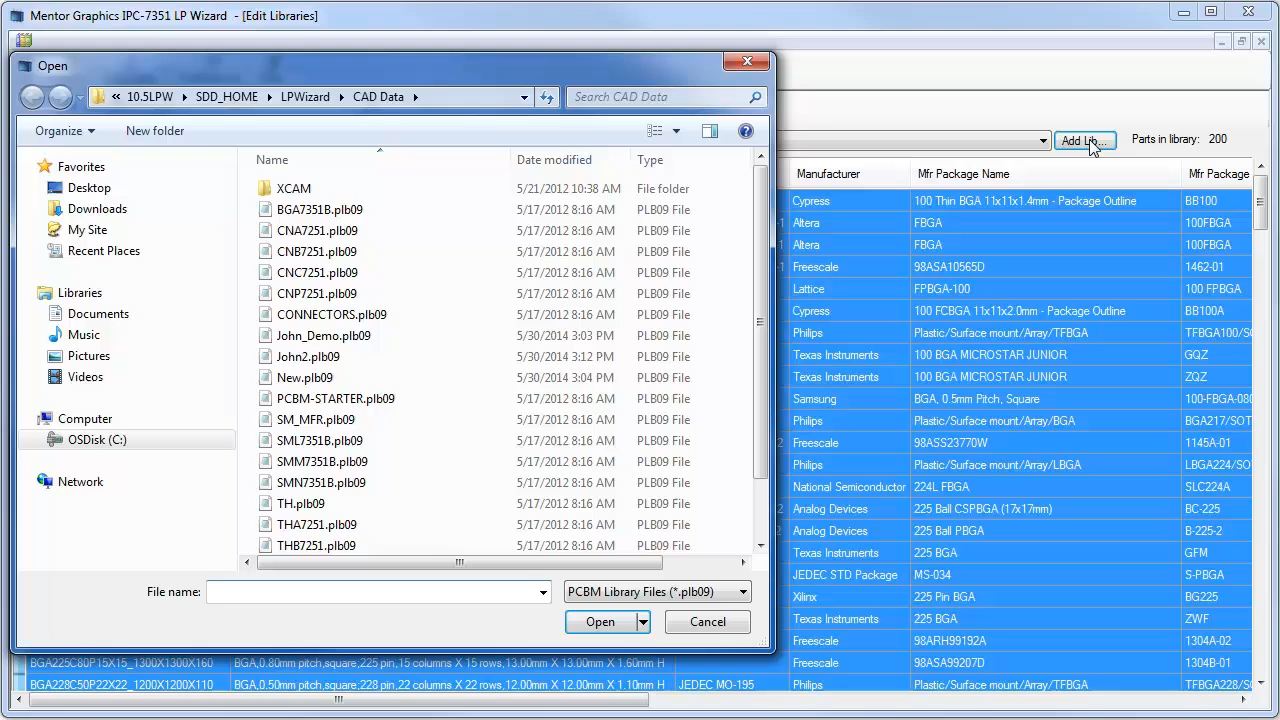 Mentor Graphics IPC-7351 LP Wizard - [Edit Libraries]
Open
« 10.5LPW ▸ SDD_HOME ▸ LPWizard ▸ CAD Data ▸
Search CAD Data
Organize
New folder
Favorites
Desktop
Downloads
My Site
Recent Places
Libraries
Documents
Music
Pictures
Videos
Computer
OSDisk (C:)
Network
Name Date modified Type
XCAM 5/21/2012 10:38 AM File folder
BGA7351B.plb09 5/17/2012 8:16 AM PLB09 File
CNA7251.plb09 5/17/2012 8:16 AM PLB09 File
CNB7251.plb09 5/17/2012 8:16 AM PLB09 File
CNC7251.plb09 5/17/2012 8:16 AM PLB09 File
CNP7251.plb09 5/17/2012 8:16 AM PLB09 File
CONNECTORS.plb09 5/17/2012 8:16 AM PLB09 File
John_Demo.plb09 5/30/2014 3:03 PM PLB09 File
John2.plb09 5/30/2014 3:12 PM PLB09 File
New.plb09 5/30/2014 3:04 PM PLB09 File
PCBM-STARTER.plb09 5/17/2012 8:16 AM PLB09 File
SM_MFR.plb09 5/17/2012 8:16 AM PLB09 File
SML7351B.plb09 5/17/2012 8:16 AM PLB09 File
SMM7351B.plb09 5/17/2012 8:16 AM PLB09 File
SMN7351B.plb09 5/17/2012 8:16 AM PLB09 File
TH.plb09 5/17/2012 8:16 AM PLB09 File
THA7251.plb09 5/17/2012 8:16 AM PLB09 File
THB7251.plb09 5/17/2012 8:16 AM PLB09 File
File name:
PCBM Library Files (*.plb09)
Open
Cancel
Add Lib...
Parts in library: 200
Manufacturer Mfr Package Name Mfr Package
Cypress 100 Thin BGA 11x11x1.4mm - Package Outline BB100
-1 Altera FBGA 100FBGA
-1 Altera FBGA 100FBGA
-1 Freescale 98ASA10565D 1462-01
Lattice FPBGA-100 100 FPBGA
Cypress 100 FCBGA 11x11x2.0mm - Package Outline BB100A
Philips Plastic/Surface mount/Array/TFBGA TFBGA100/SO
Texas Instruments 100 BGA MICROSTAR JUNIOR GQZ
Texas Instruments 100 BGA MICROSTAR JUNIOR ZQZ
Samsung BGA, 0.5mm Pitch, Square 100-FBGA-080
Philips Plastic/Surface mount/Array/BGA BGA217/SOT
2 Freescale 98ASS23770W 1145A-01
Philips Plastic/Surface mount/Array/LBGA LBGA224/SO
National Semiconductor 224L FBGA SLC224A
2 Analog Devices 225 Ball CSPBGA (17x17mm) BC-225
Analog Devices 225 Ball PBGA B-225-2
Texas Instruments 225 BGA GFM
JEDEC STD Package MS-034 S-PBGA
Xilinx 225 Pin BGA BG225
Texas Instruments 225 BGA ZWF
Freescale 98ARH99192A 1304A-02
BGA225C80P15X15_1300X1300X160 BGA,0.80mm pitch,square;225 pin,15 columns X 15 rows,13.00mm X 13.00mm X 1.60mm H Freescale 98ASA99207D 1304B-01
BGA228C50P22X22_1200X1200X110 BGA,0.50mm pitch,square;228 pin,22 columns X 22 rows,12.00mm X 12.00mm X 1.10mm H JEDEC MO-195 Philips Plastic/Surface mount/Array/TFBGA TFBGA228/SO